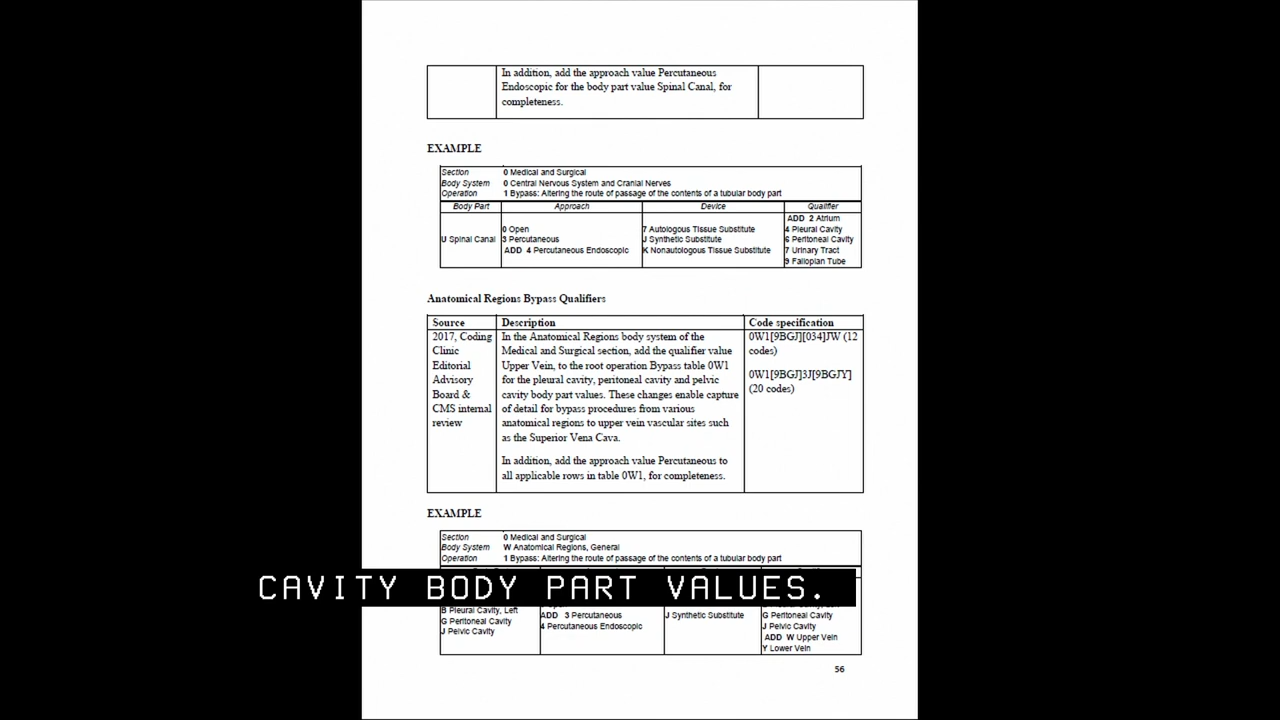 In addition, add the approach value Percutaneous
Endoscopic for the body part value Spinal Canal, for
completeness.
EXAMPLE
Section 0 Medical and Surgical
Body System 0 Central Nervous System and Cranial Nerves
Operation 1 Bypass: Altering the route of passage of the contents of a tubular body part
Body Part Approach Device Qualifier
U Spinal Canal
0 Open
3 Percutaneous
ADD 4 Percutaneous Endoscopic
7 Autologous Tissue Substitute
J Synthetic Substitute
K Nonautologous Tissue Substitute
ADD 2 Atrium
4 Pleural Cavity
6 Peritoneal Cavity
7 Urinary Tract
9 Fallopian Tube
Anatomical Regions Bypass Qualifiers
Source Description Code specification
2017, Coding
Clinic
Editorial
Advisory
Board &
CMS internal
review
In the Anatomical Regions body system of the
Medical and Surgical section, add the qualifier value
Upper Vein, to the root operation Bypass table 0W1
for the pleural cavity, peritoneal cavity and pelvic
cavity body part values. These changes enable capture
of detail for bypass procedures from various
anatomical regions to upper vein vascular sites such
as the Superior Vena Cava.
In addition, add the approach value Percutaneous to
all applicable rows in table 0W1, for completeness.
0W1[9BGJ][034]JW (12
codes)
0W1[9BGJ]3J[9BGJY]
(20 codes)
EXAMPLE
Section 0 Medical and Surgical
Body System W Anatomical Regions, General
Operation 1 Bypass: Altering the route of passage of the contents of a tubular body part
CAVITY BODY PART VALUES.
B Pleural Cavity, Left
G Peritoneal Cavity
J Pelvic Cavity
ADD 3 Percutaneous
4 Percutaneous Endoscopic
J Synthetic Substitute
G Peritoneal Cavity
J Pelvic Cavity
ADD W Upper Vein
Y Lower Vein
56